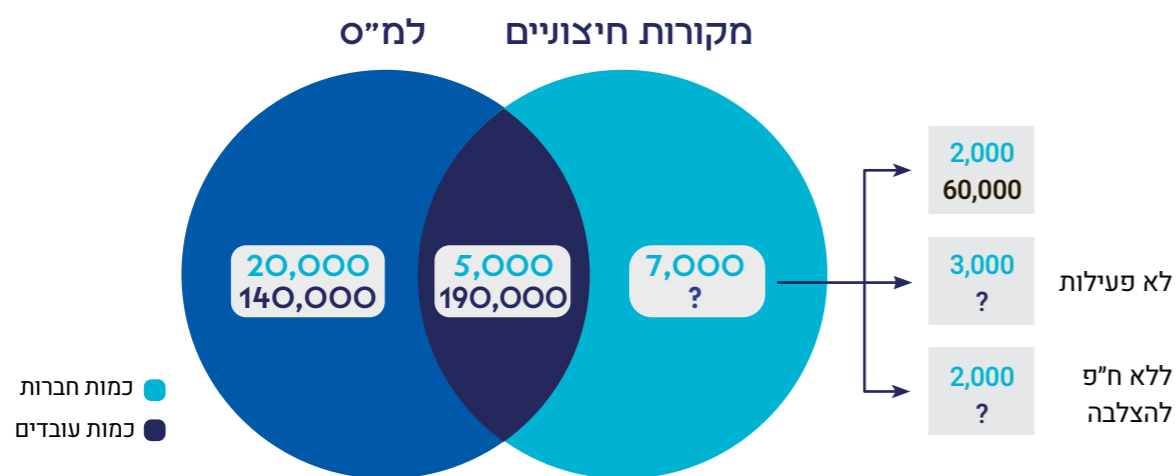 מקורות חיצוניים
למ"ס
20,000
140,000
5,000
190,000
7,000
?
2,000
60,000
3,000
?
לא פעילות
2,000
?
ללא ח"פ
להצלבה
כמות חברות
כמות עובדים